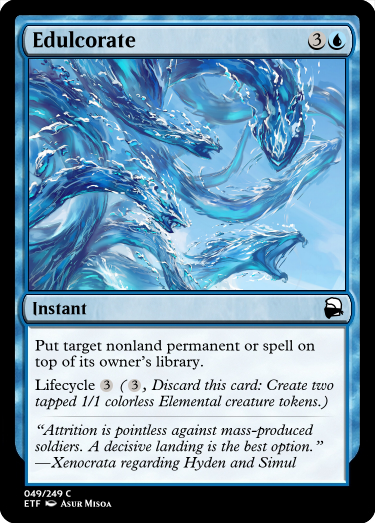 Edulcorate 3
Instant
Put target nonland permanent or spell on
top of its owner's library.
Lifecycle 3 (3, Discard this card: Create two
tapped 1/1 colorless Elemental creature tokens.)
"Attrition is pointless against mass-produced
soldiers. A decisive landing is the best option."
—Xenocrata regarding Hyden and Simul
049/249 C
ETF Asur Misoa